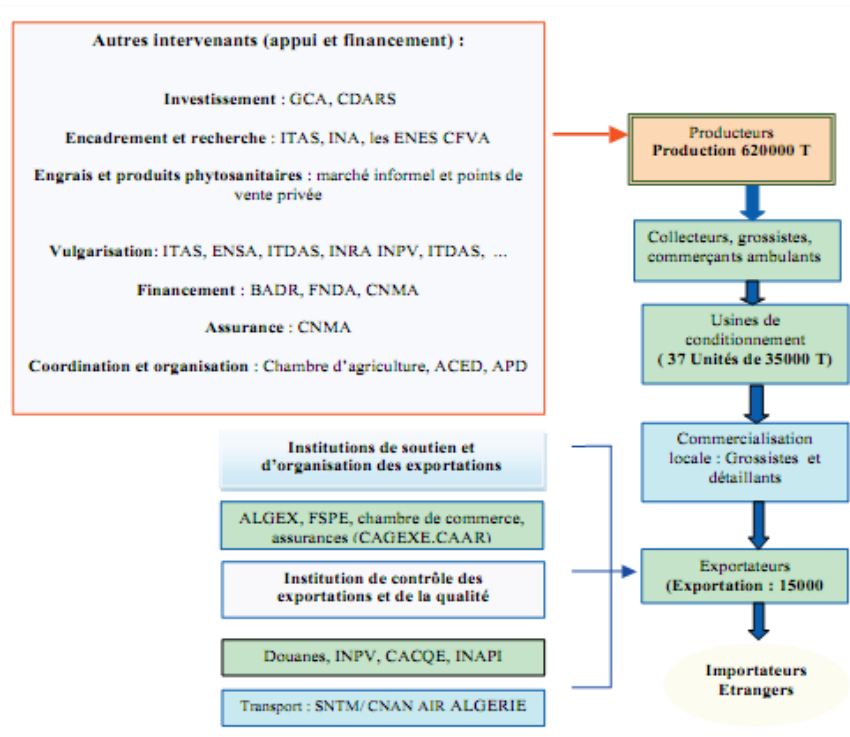 Autres intervenants (appui et financement) :
Investissement : GCA, CDARS
Encadrement et recherche : ITAS, INA, les ENES CFVA
Engrais et produits phytosanitaires : marché informel et points de
vente privée
Vulgarisation: ITAS, ENSA, ITDAS, INRA INPV, ITDAS, ...
Financement : BADR, FNDA, CNMA
Assurance : CNMA
Coordination et organisation : Chambre d'agriculture, ACED, APD
Producteurs
Production 620000 T
Collecteurs, grossistes,
commerçants ambulants
Usines de
conditionnement
( 37 Unités de 35000 T)
Commercialisation
locale : Grossistes et
détaillants
Exportateurs
(Exportation : 15000
Importateurs
Etrangers
Institutions de soutien et
d'organisation des exportations
ALGEX, FSPE, chambre de commerce,
assurances (CAGEXE.CAAR)
Institution de contrôle des
exportations et de la qualité
Douanes, INPV, CACQE, INAPI
Transport : SNTM/ CNAN AIR ALGERIE